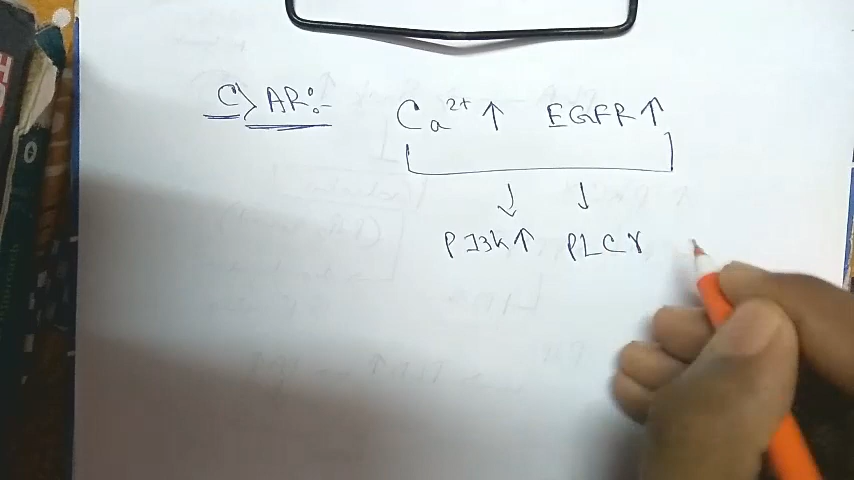 C> AR:- Ca²⁺ ↑ EGFR ↑
↓ ↓
PI3K ↑ PLCγ